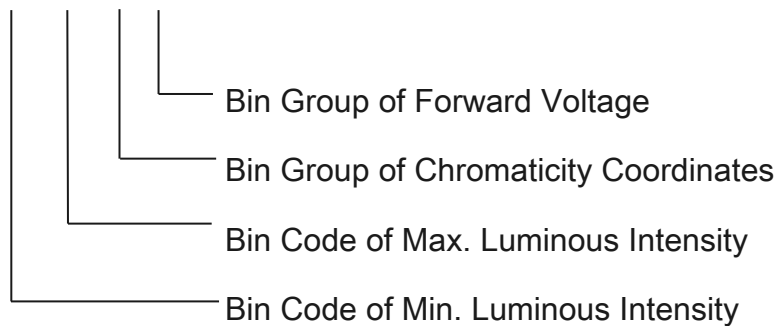 Bin Group of Forward Voltage
Bin Group of Chromaticity Coordinates
Bin Code of Max. Luminous Intensity
Bin Code of Min. Luminous Intensity